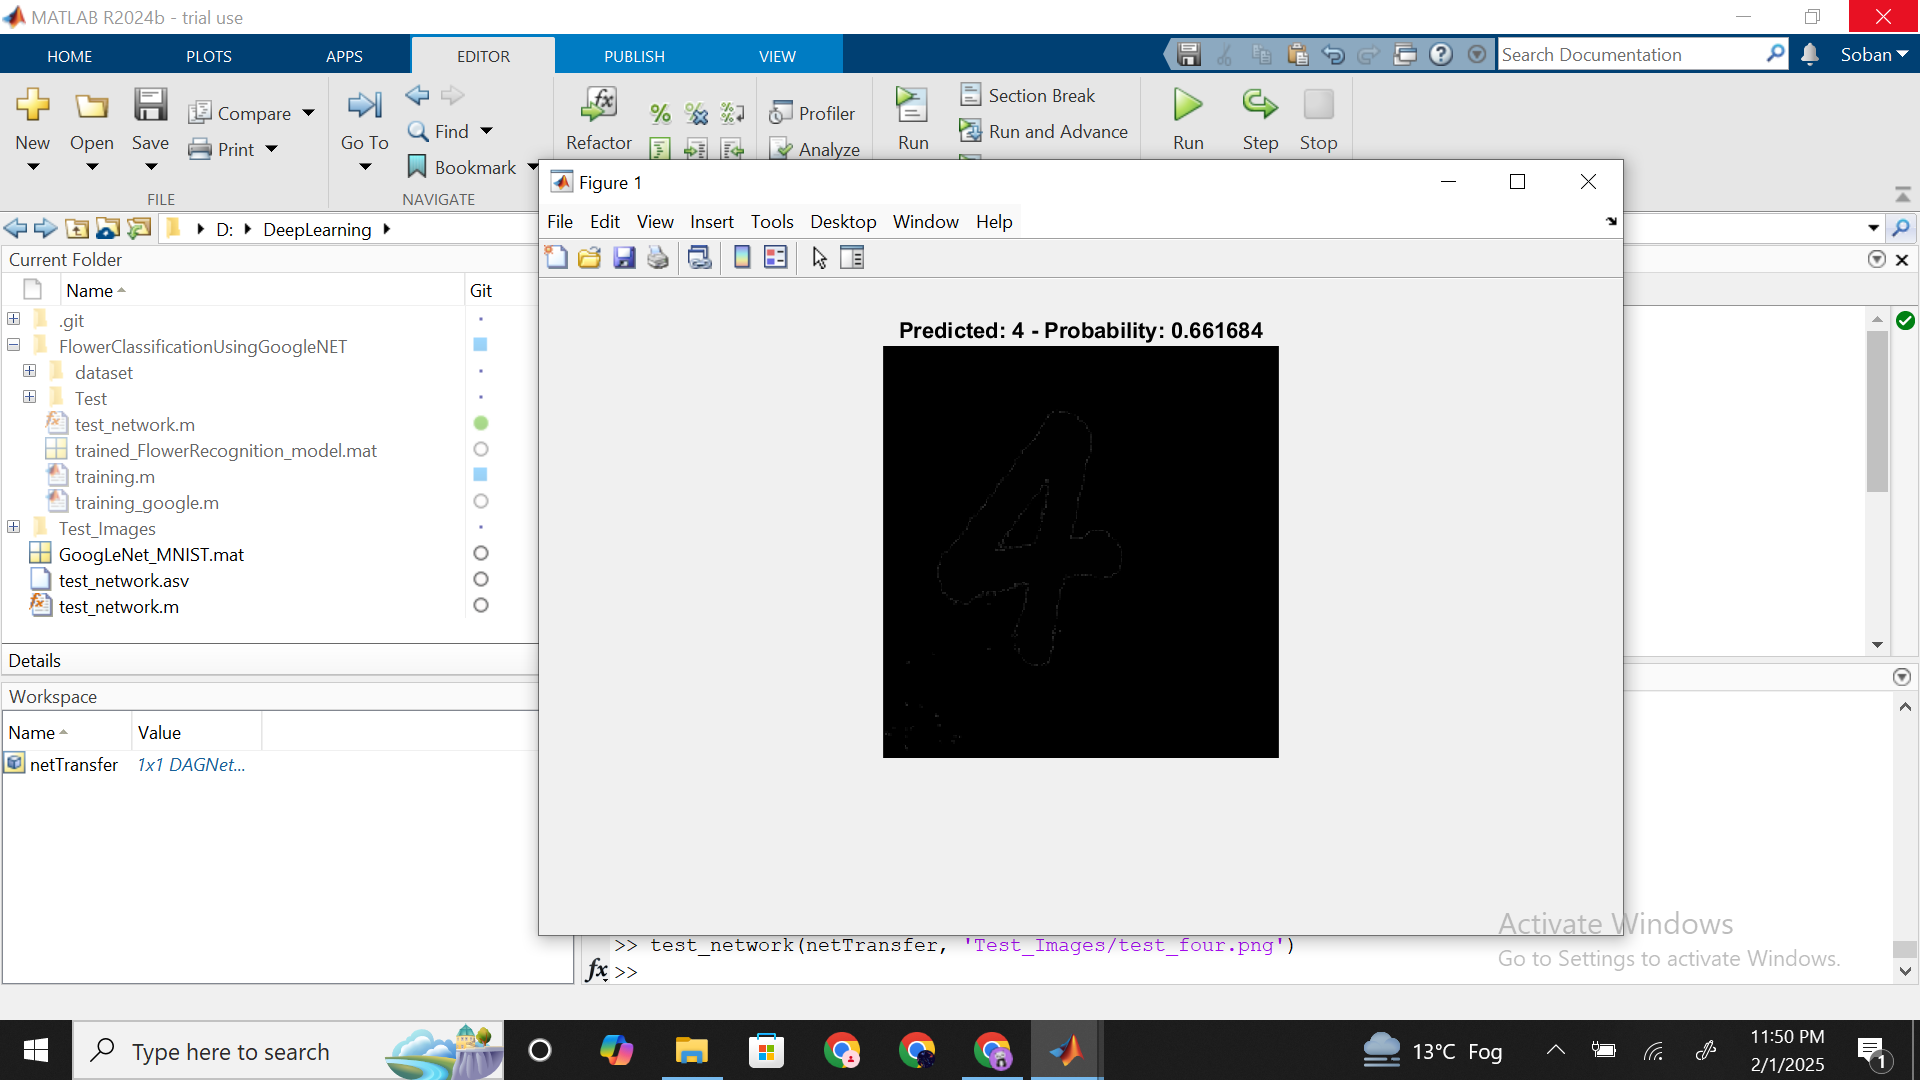 MATLAB R2024b - trial use
HOME PLOTS APPS EDITOR PUBLISH VIEW
Search Documentation
Soban
New
Open
Save
Compare
Print
FILE
Go To
Find
Bookmark
NAVIGATE
Refactor
Profiler
Analyze
Run
Section Break
Run and Advance
Run
Step
Stop
D: DeepLearning
Current Folder
Name Git
.git
FlowerClassificationUsingGoogleNET
dataset
Test
test_network.m
trained_FlowerRecognition_model.mat
training.m
training_google.m
Test_Images
GoogLeNet_MNIST.mat
test_network.asv
test_network.m
Details
Workspace
Name Value
netTransfer 1x1 DAGNet...
Figure 1
File Edit View Insert Tools Desktop Window Help
Predicted: 4 - Probability: 0.661684
4
>> test_network(netTransfer, 'Test_Images/test_four.png')
fx >>
Activate Windows
Go to Settings to activate Windows.
Type here to search
13°C Fog
11:50 PM
2/1/2025
1